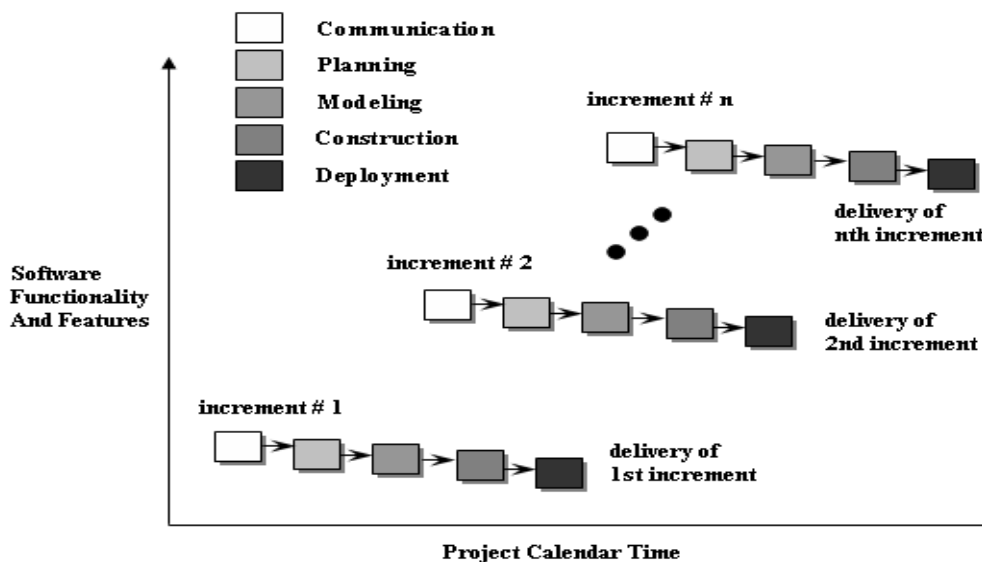 Communication
Planning
Modeling
Construction
Deployment
increment # n
delivery of
nth increment
increment # 2
delivery of
2nd increment
Software
Functionality
And Features
increment # 1
delivery of
1st increment
Project Calendar Time